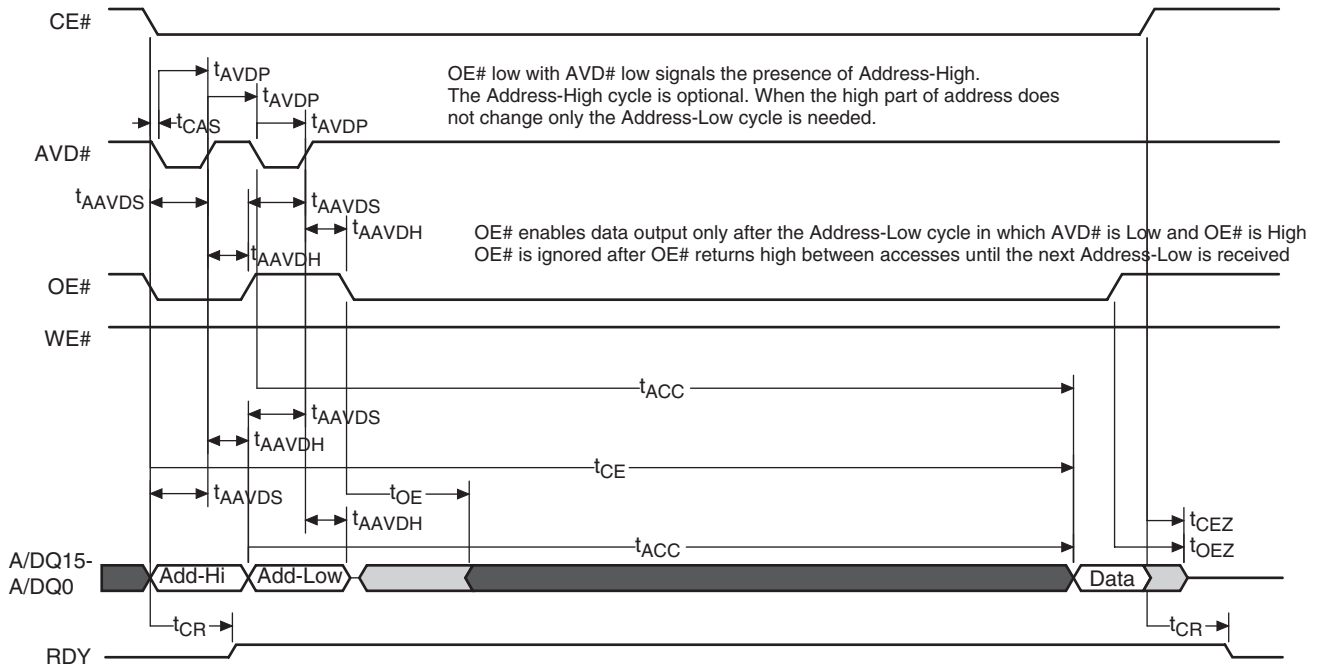 CE#
tAVDP
OE# low with AVD# low signals the presence of Address-High.
tAVDP
The Address-High cycle is optional. When the high part of address does
tCAS
tAVDP
not change only the Address-Low cycle is needed.
AVD#
tAAVDS
tAAVDS
tAAVDH
OE# enables data output only after the Address-Low cycle in which AVD# is Low and OE# is High
tAAVDH
OE# is ignored after OE# returns high between accesses until the next Address-Low is received
OE#
WE#
tACC
tAAVDS
tAAVDH
tCE
tAAVDS
tOE
tAAVDH
tCEZ
tACC
tOEZ
A/DQ15-
A/DQ0
Add-Hi
Add-Low
Data
tCR
tCR
RDY